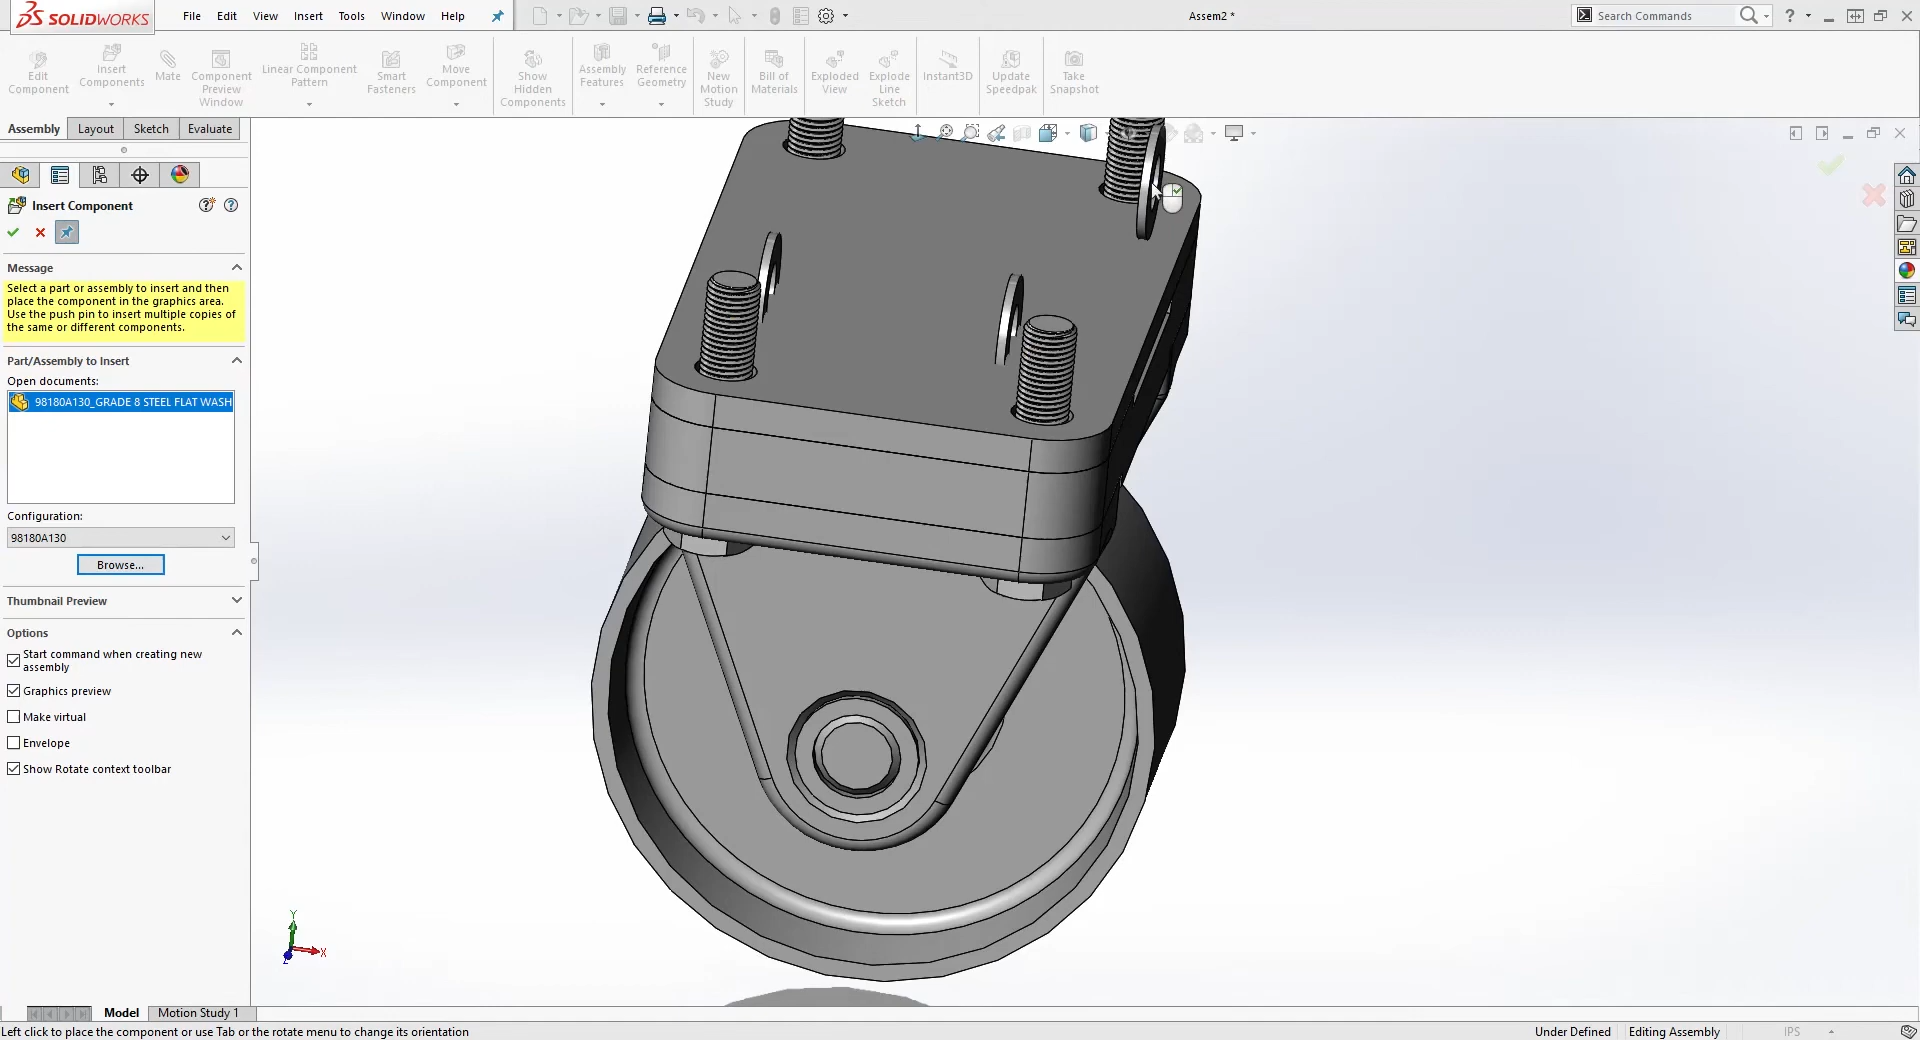 SOLIDWORKS File Edit View Insert Tools Window Help Assem2 * Search Commands ?
Edit Component
Insert Components
Mate
Component Preview Window
Linear Component Pattern
Smart Fasteners
Move Component
Show Hidden Components
Assembly Features
Reference Geometry
New Motion Study
Bill of Materials
Exploded View
Explode Line Sketch
Instant3D
Update Speedpak
Take Snapshot
Assembly Layout Sketch Evaluate
Insert Component
Message
Select a part or assembly to insert and then
place the component in the graphics area.
Use the push pin to insert multiple copies of
the same or different components.
Part/Assembly to Insert
Open documents:
98180A130_GRADE 8 STEEL FLAT WASH
Configuration:
98180A130
Browse...
Thumbnail Preview
Options
Start command when creating new
assembly
Graphics preview
Make virtual
Envelope
Show Rotate context toolbar
Y
X
Z
Model Motion Study 1
Left click to place the component or use Tab or the rotate menu to change its orientation Under Defined Editing Assembly IPS